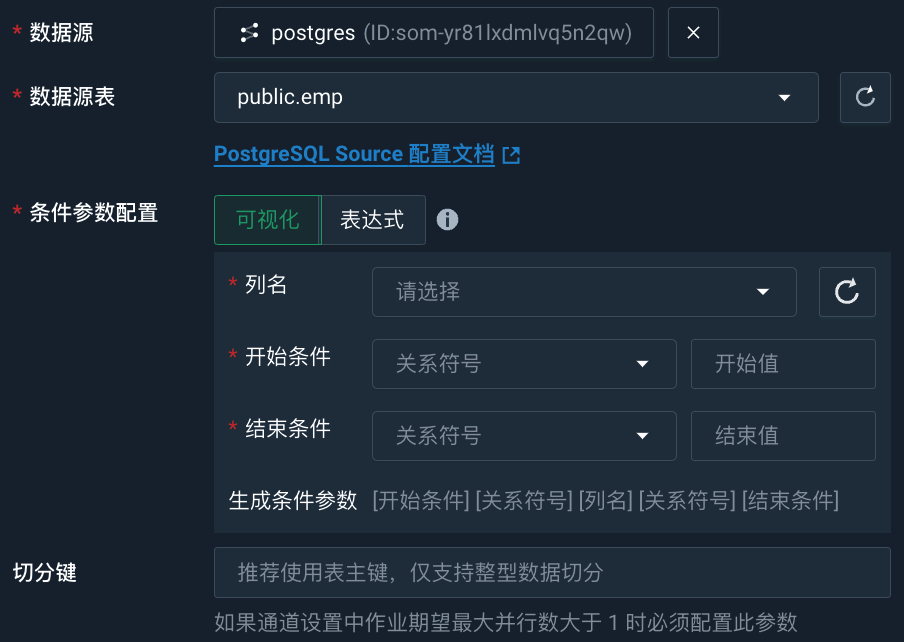 * 数据源 postgres (ID:som-yr81lxdmlvq5n2qw)
* 数据源表 public.emp
PostgreSQL Source 配置文档
* 条件参数配置 可视化 表达式
* 列名 请选择
* 开始条件 关系符号 开始值
* 结束条件 关系符号 结束值
生成条件参数 [开始条件] [关系符号] [列名] [关系符号] [结束条件]
切分键 推荐使用表主键，仅支持整型数据切分
如果通道设置中作业期望最大并行数大于 1 时必须配置此参数